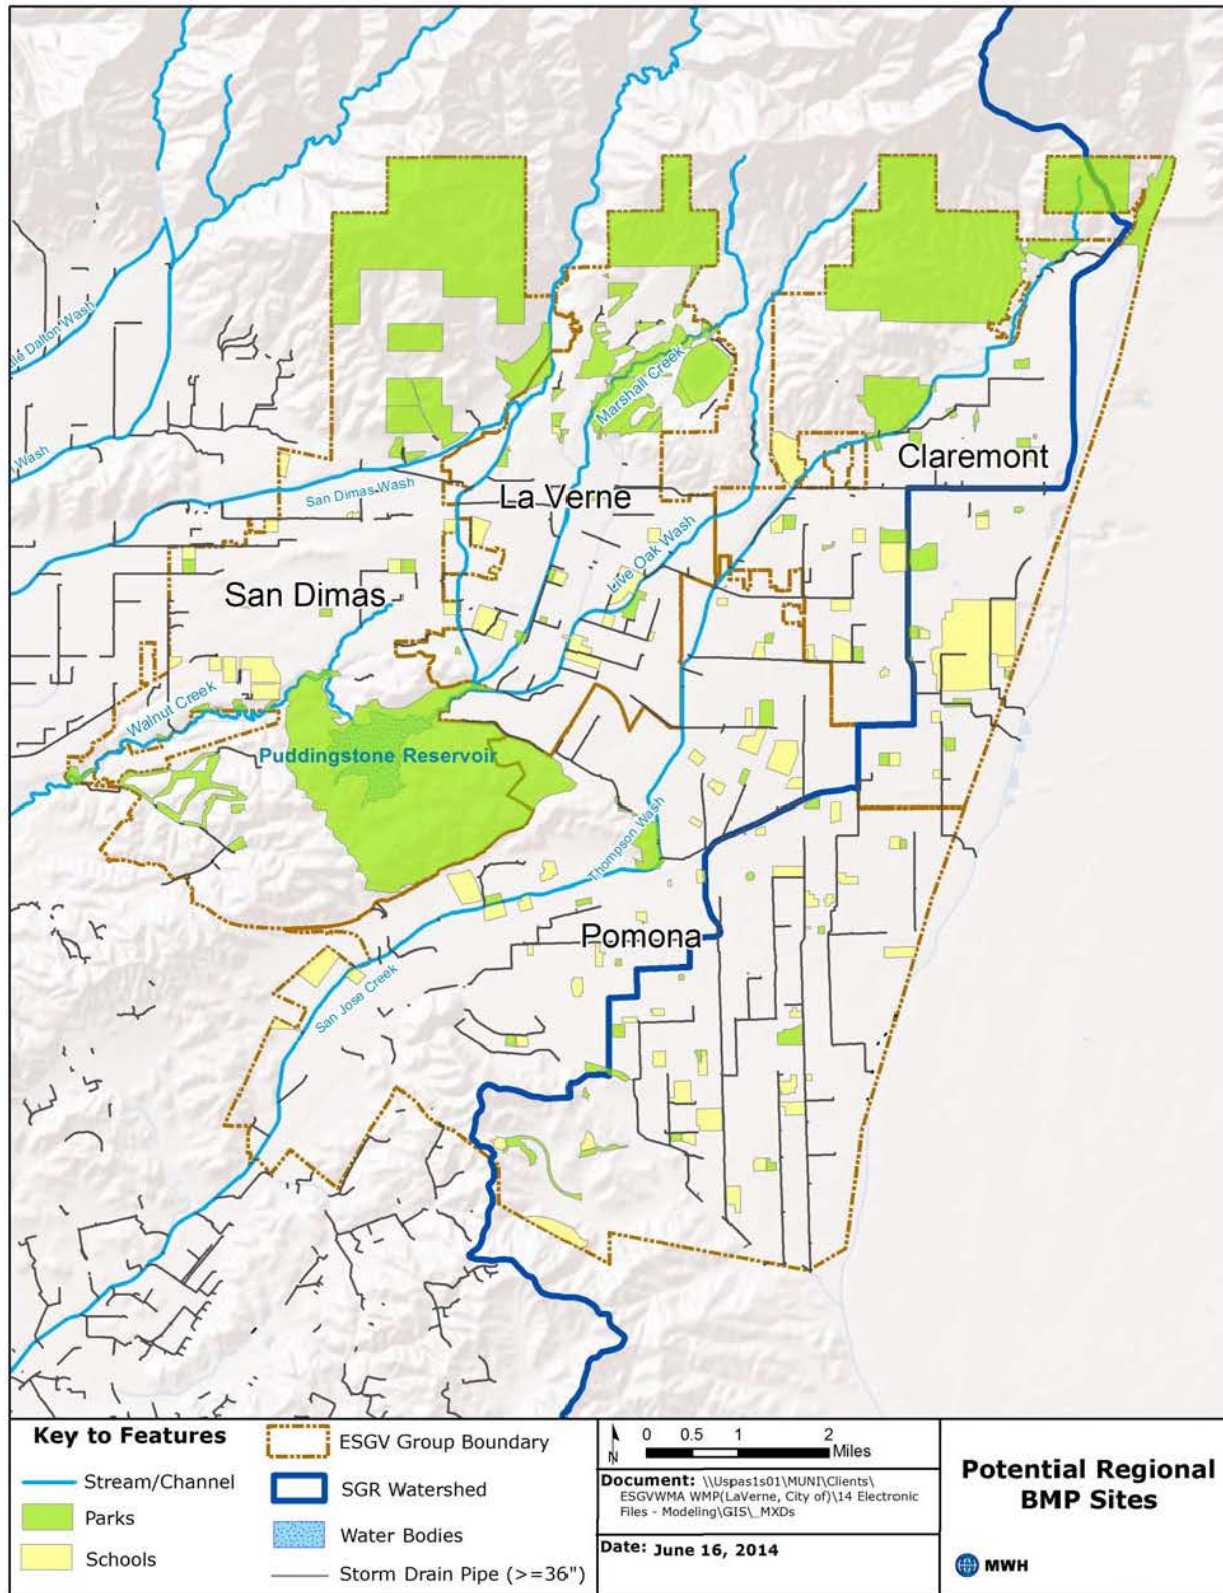 Little Dalton Wash
Marshall Creek
Wash
Claremont
San Dimas Wash
La Verne
Live Oak Wash
San Dimas
Walnut Creek
Puddingstone Reservoir
Thompson Wash
Pomona
San Jose Creek
Key to Features
Stream/Channel
Parks
Schools
ESGV Group Boundary
SGR Watershed
Water Bodies
Storm Drain Pipe (>=36")
N
0 0.5 1 2
Miles
Document: \\Uspas1s01\MUNI\Clients\
ESGVWMA WMP(LaVerne, City of)\14 Electronic
Files - Modeling\GIS\_MXDs
Date: June 16, 2014
Potential Regional
BMP Sites
MWH